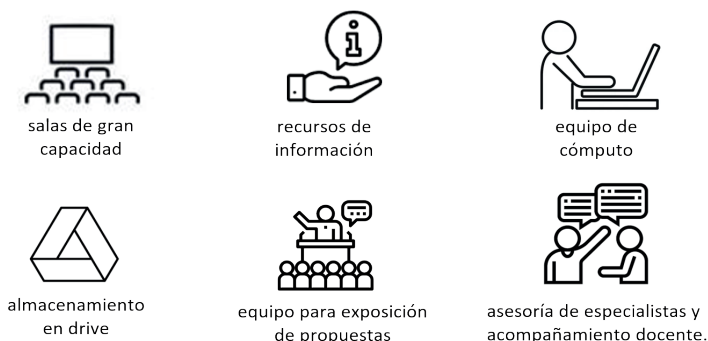 salas de gran
capacidad
recursos de
información
equipo de
cómputo
almacenamiento
en drive
equipo para exposición
de propuestas
asesoría de especialistas y
acompañamiento docente.